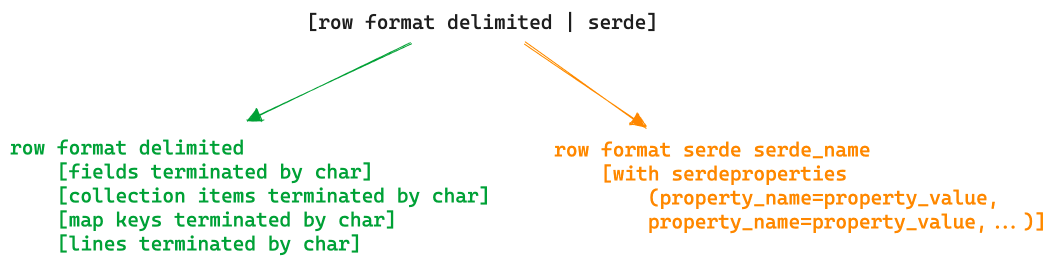 [row format delimited | serde]
row format delimited
[fields terminated by char]
[collection items terminated by char]
[map keys terminated by char]
[lines terminated by char]
row format serde serde_name
[with serdeproperties
(property_name=property_value,
property_name=property_value,...)]